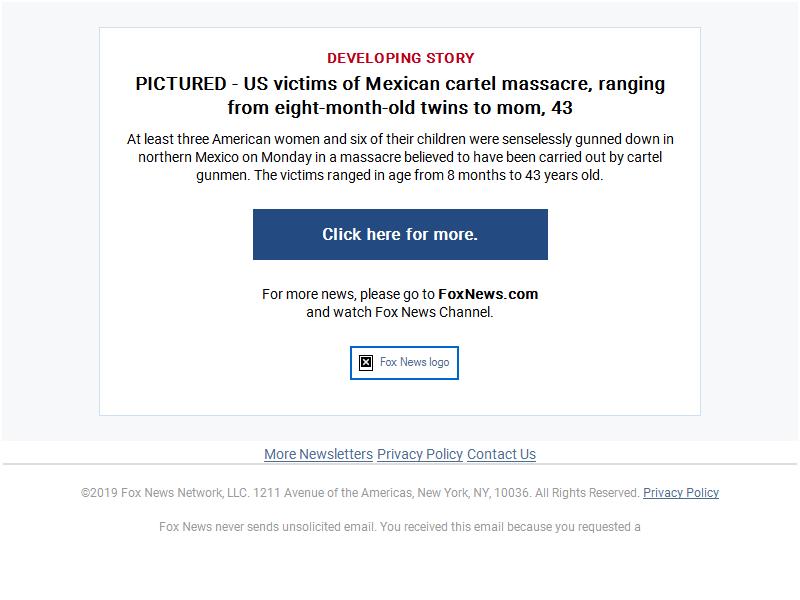 DEVELOPING STORY
PICTURED - US victims of Mexican cartel massacre, ranging
from eight-month-old twins to mom, 43
At least three American women and six of their children were senselessly gunned down in
northern Mexico on Monday in a massacre believed to have been carried out by cartel
gunmen. The victims ranged in age from 8 months to 43 years old.
Click here for more.
For more news, please go to FoxNews.com
and watch Fox News Channel.
Fox News logo
More Newsletters Privacy Policy Contact Us
©2019 Fox News Network, LLC. 1211 Avenue of the Americas, New York, NY, 10036. All Rights Reserved. Privacy Policy
Fox News never sends unsolicited email. You received this email because you requested a